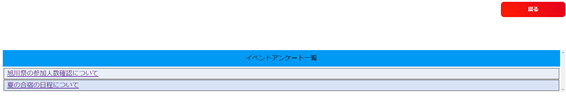 戻る
イベントアンケート一覧
旭川祭の参加人数確認について
夏の合宿の日程について